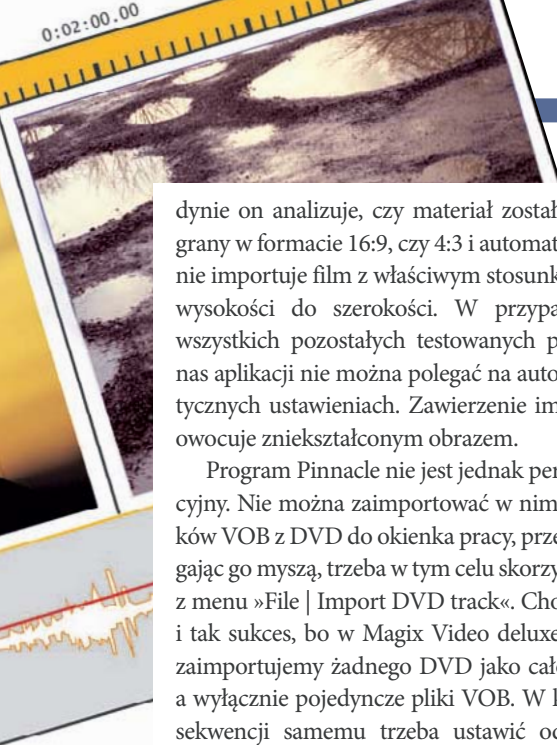 0:02:00.00
dynie on analizuje, czy materiał został
grany w formacie 16:9, czy 4:3 i automat
nie importuje film z właściwym stosunk
wysokości do szerokości. W przypa
wszystkich pozostałych testowanych p
nas aplikacji nie można polegać na auto
tycznych ustawieniach. Zawierzenie im
owocuje zniekształconym obrazem.
Program Pinnacle nie jest jednak per
cyjny. Nie można zaimportować w nim
ków VOB z DVD do okienka pracy, prze
gając go myszą, trzeba w tym celu skorzy
z menu »File | Import DVD track«. Cho
i tak sukces, bo w Magix Video deluxe
zaimportujemy żadnego DVD jako cał
a wyłącznie pojedyncze pliki VOB. W k
sekwencji samemu trzeba ustawić